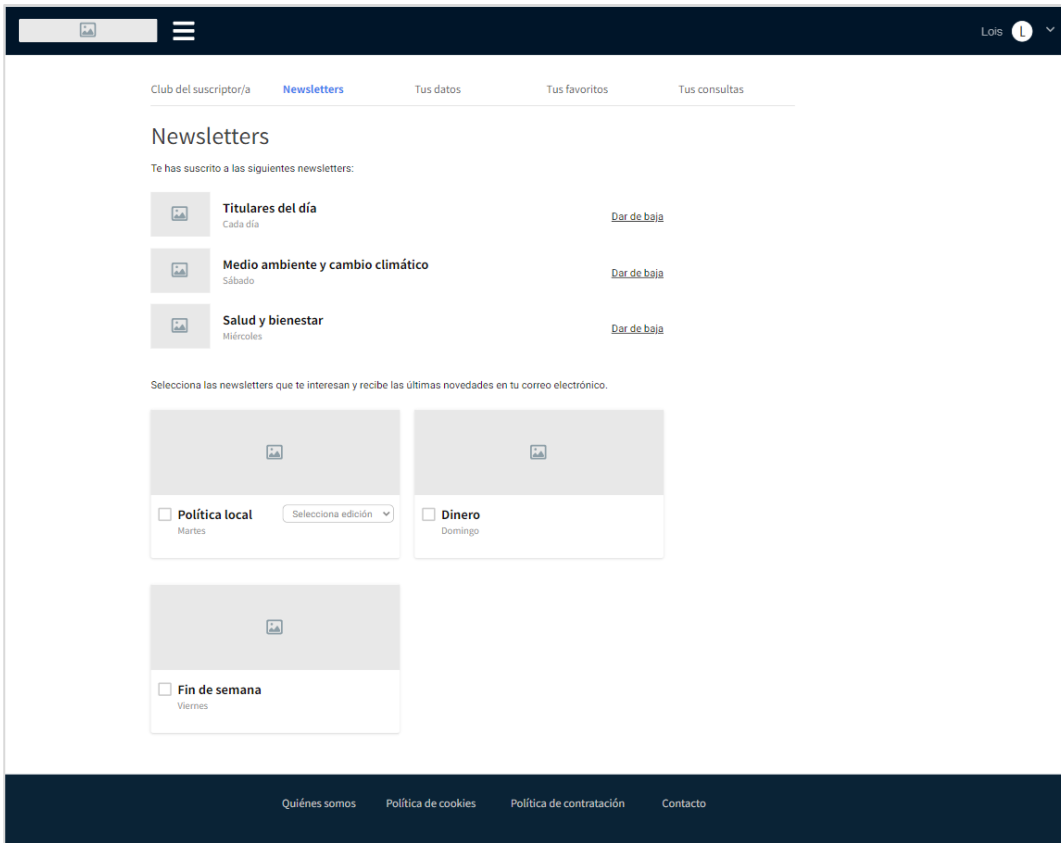 Lois L
Club del suscriptor/a Newsletters Tus datos Tus favoritos Tus consultas
Newsletters
Te has suscrito a las siguientes newsletters:
Titulares del día
Cada día
Dar de baja
Medio ambiente y cambio climático
Sábado
Dar de baja
Salud y bienestar
Miércoles
Dar de baja
Selecciona las newsletters que te interesan y recibe las últimas novedades en tu correo electrónico.
Política local Selecciona edición
Martes
Dinero
Domingo
Fin de semana
Viernes
Quiénes somos Política de cookies Política de contratación Contacto